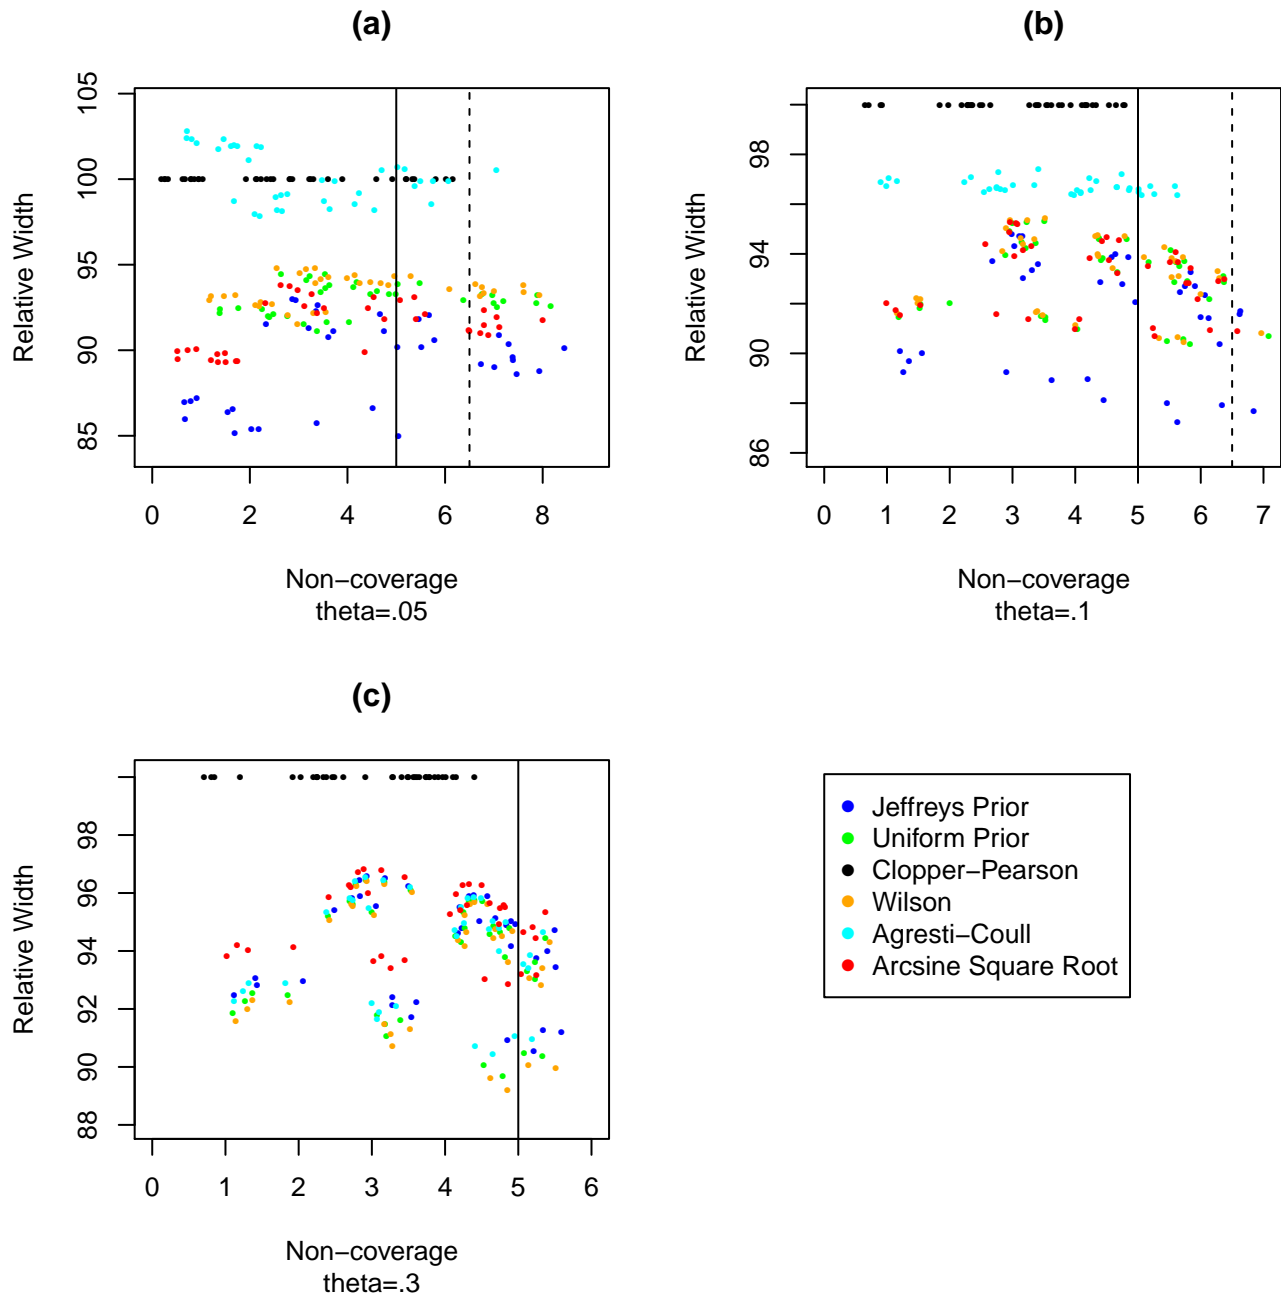 (a)
Relative Width
105
100
95
90
85
0 2 4 6 8
Non−coverage
theta=.05
(b)
Relative Width
98
94
90
86
0 1 2 3 4 5 6 7
Non−coverage
theta=.1
(c)
Relative Width
98
96
94
92
90
88
0 1 2 3 4 5 6
Non−coverage
theta=.3
Jeffreys Prior
Uniform Prior
Clopper−Pearson
Wilson
Agresti−Coull
Arcsine Square Root